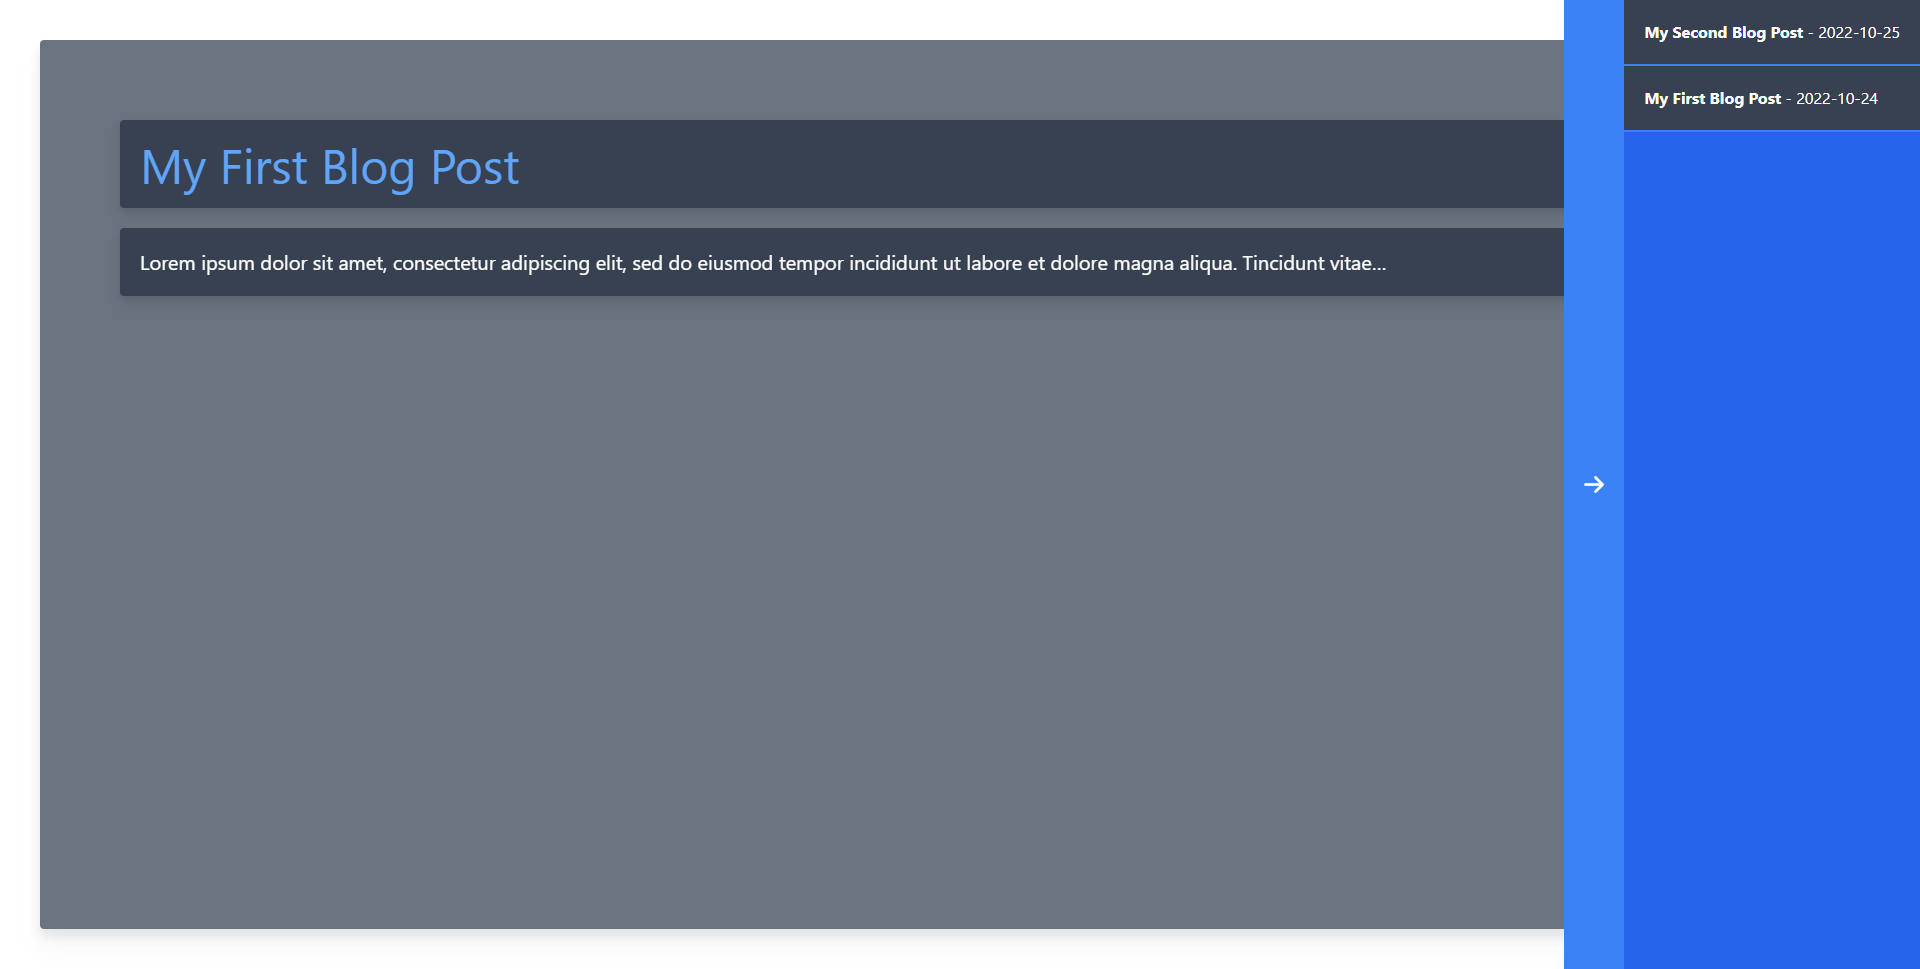 My First Blog Post
Lorem ipsum dolor sit amet, consectetur adipiscing elit, sed do eiusmod tempor incididunt ut labore et dolore magna aliqua. Tincidunt vitae...
My Second Blog Post - 2022-10-25
My First Blog Post - 2022-10-24